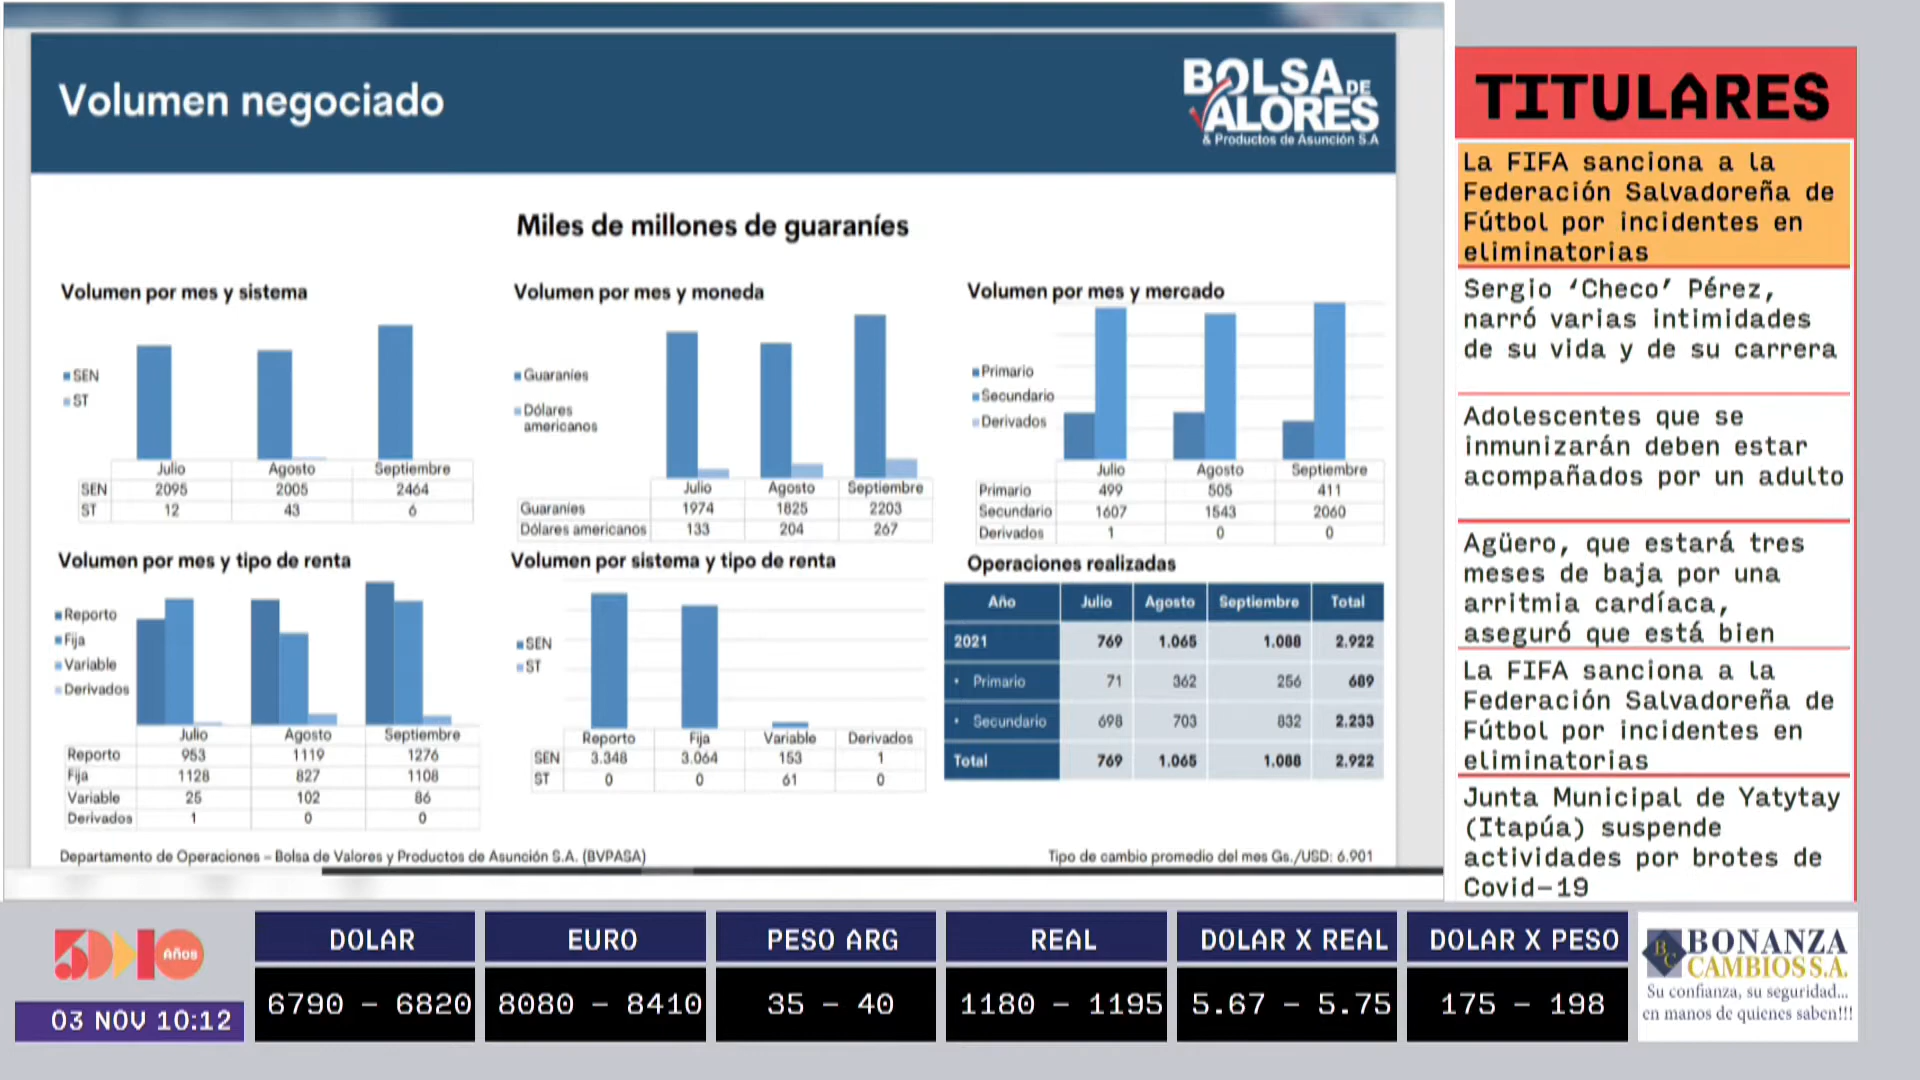 Volumen negociado
BOLSA DE
VALORES
& Productos de Asunción S.A
Miles de millones de guaraníes
Volumen por mes y sistema
SEN
ST
Julio Agosto Septiembre
SEN 2095 2005 2464
ST 12 43 6
Volumen por mes y moneda
Guaraníes
Dólares
americanos
Julio Agosto Septiembre
Guaraníes 1974 1825 2203
Dólares americanos 133 204 267
Volumen por mes y mercado
Primario
Secundario
Derivados
Julio Agosto Septiembre
Primario 499 505 411
Secundario 1607 1543 2060
Derivados 1 0 0
Volumen por mes y tipo de renta
Reporto
Fija
Variable
Derivados
Julio Agosto Septiembre
Reporto 953 1119 1276
Fija 1128 827 1108
Variable 25 102 86
Derivados 1 0 0
Volumen por sistema y tipo de renta
SEN
ST
Reporto Fija Variable Derivados
SEN 3.348 3.064 153 1
ST 0 0 61 0
Operaciones realizadas
Año Julio Agosto Septiembre Total
2021 769 1.065 1.088 2.922
• Primario 71 362 256 689
• Secundario 698 703 832 2.233
Total 769 1.065 1.088 2.922
Departamento de Operaciones – Bolsa de Valores y Productos de Asunción S.A. (BVPASA)
Tipo de cambio promedio del mes Gs./USD: 6.901
TITULARES
La FIFA sanciona a la
Federación Salvadoreña de
Fútbol por incidentes en
eliminatorias
Sergio ‘Checo’ Pérez,
narró varias intimidades
de su vida y de su carrera
Adolescentes que se
inmunizarán deben estar
acompañados por un adulto
Agüero, que estará tres
meses de baja por una
arritmia cardíaca,
aseguró que está bien
La FIFA sanciona a la
Federación Salvadoreña de
Fútbol por incidentes en
eliminatorias
Junta Municipal de Yatytay
(Itapúa) suspende
actividades por brotes de
Covid-19
Años
03 NOV 10:12
DOLAR
6790 - 6820
EURO
8080 - 8410
PESO ARG
35 - 40
REAL
1180 - 1195
DOLAR X REAL
5.67 - 5.75
DOLAR X PESO
175 - 198
BC BONANZA
CAMBIOS S.A.
Su confianza, su seguridad...
en manos de quienes saben!!!